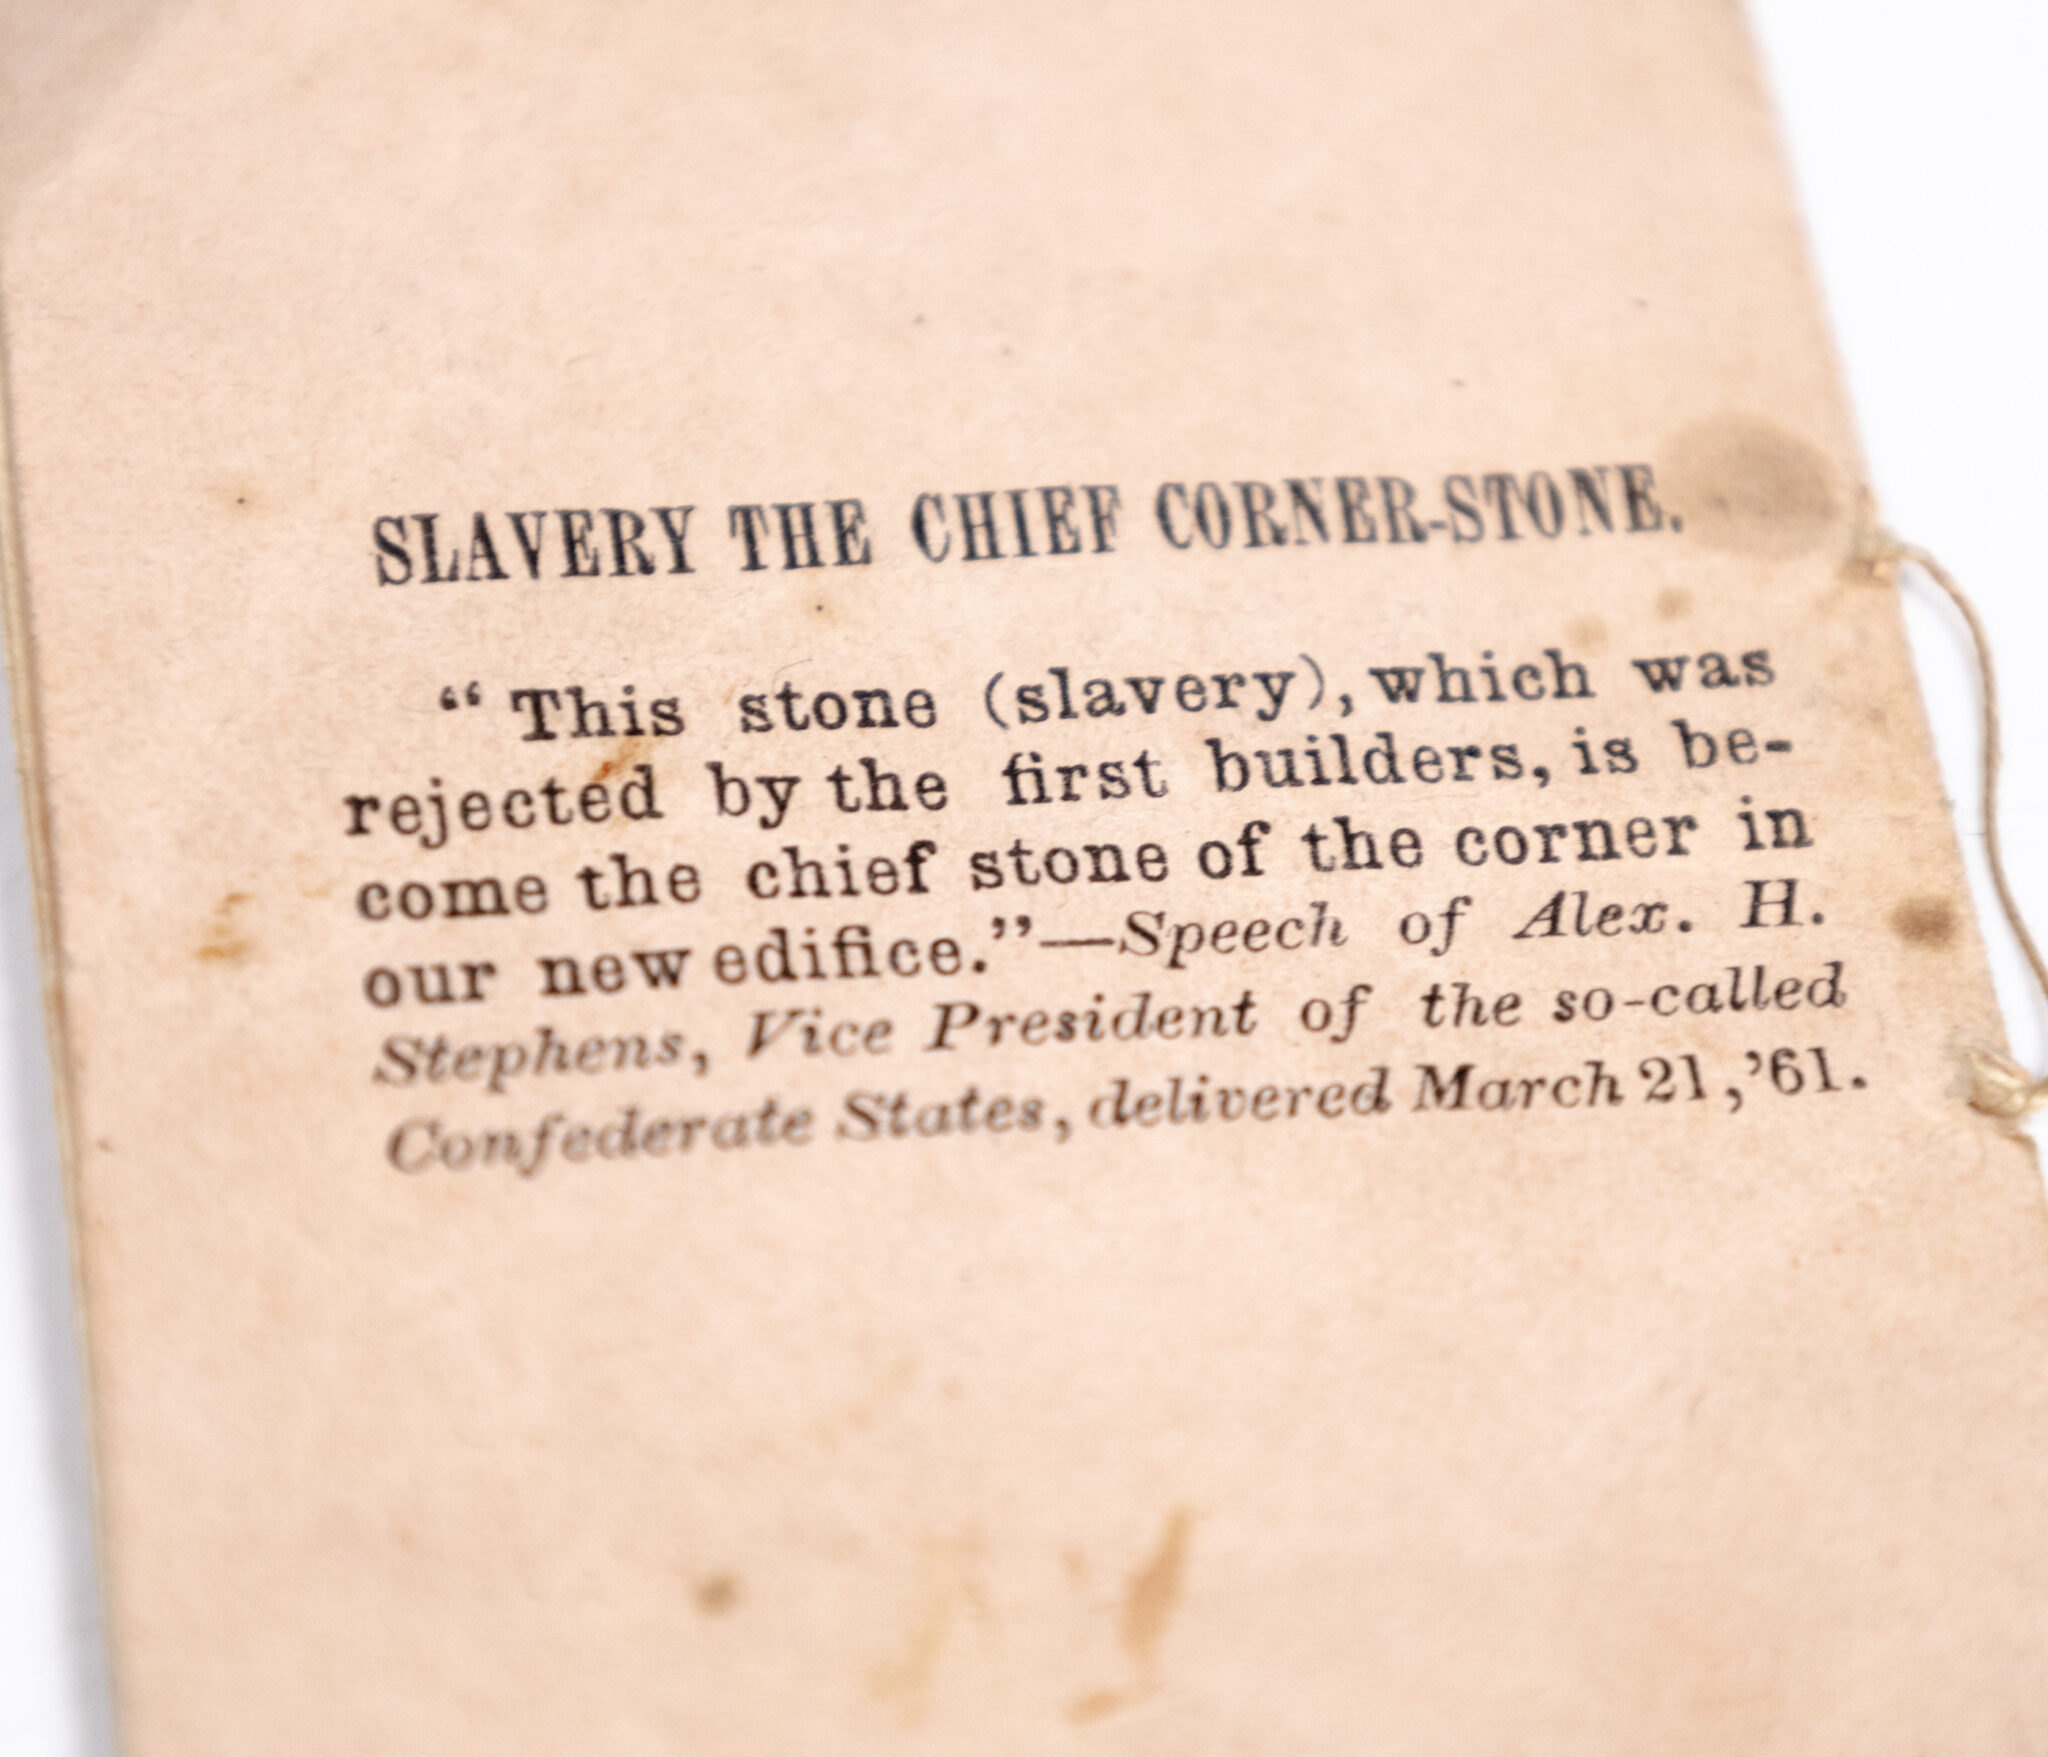 SLAVERY THE CHIEF CORNER-STONE.
“This stone (slavery), which was
rejected by the first builders, is be-
come the chief stone of the corner in
our new edifice.”—Speech of Alex. H.
Stephens, Vice President of the so-called
Confederate States, delivered March 21,’61.